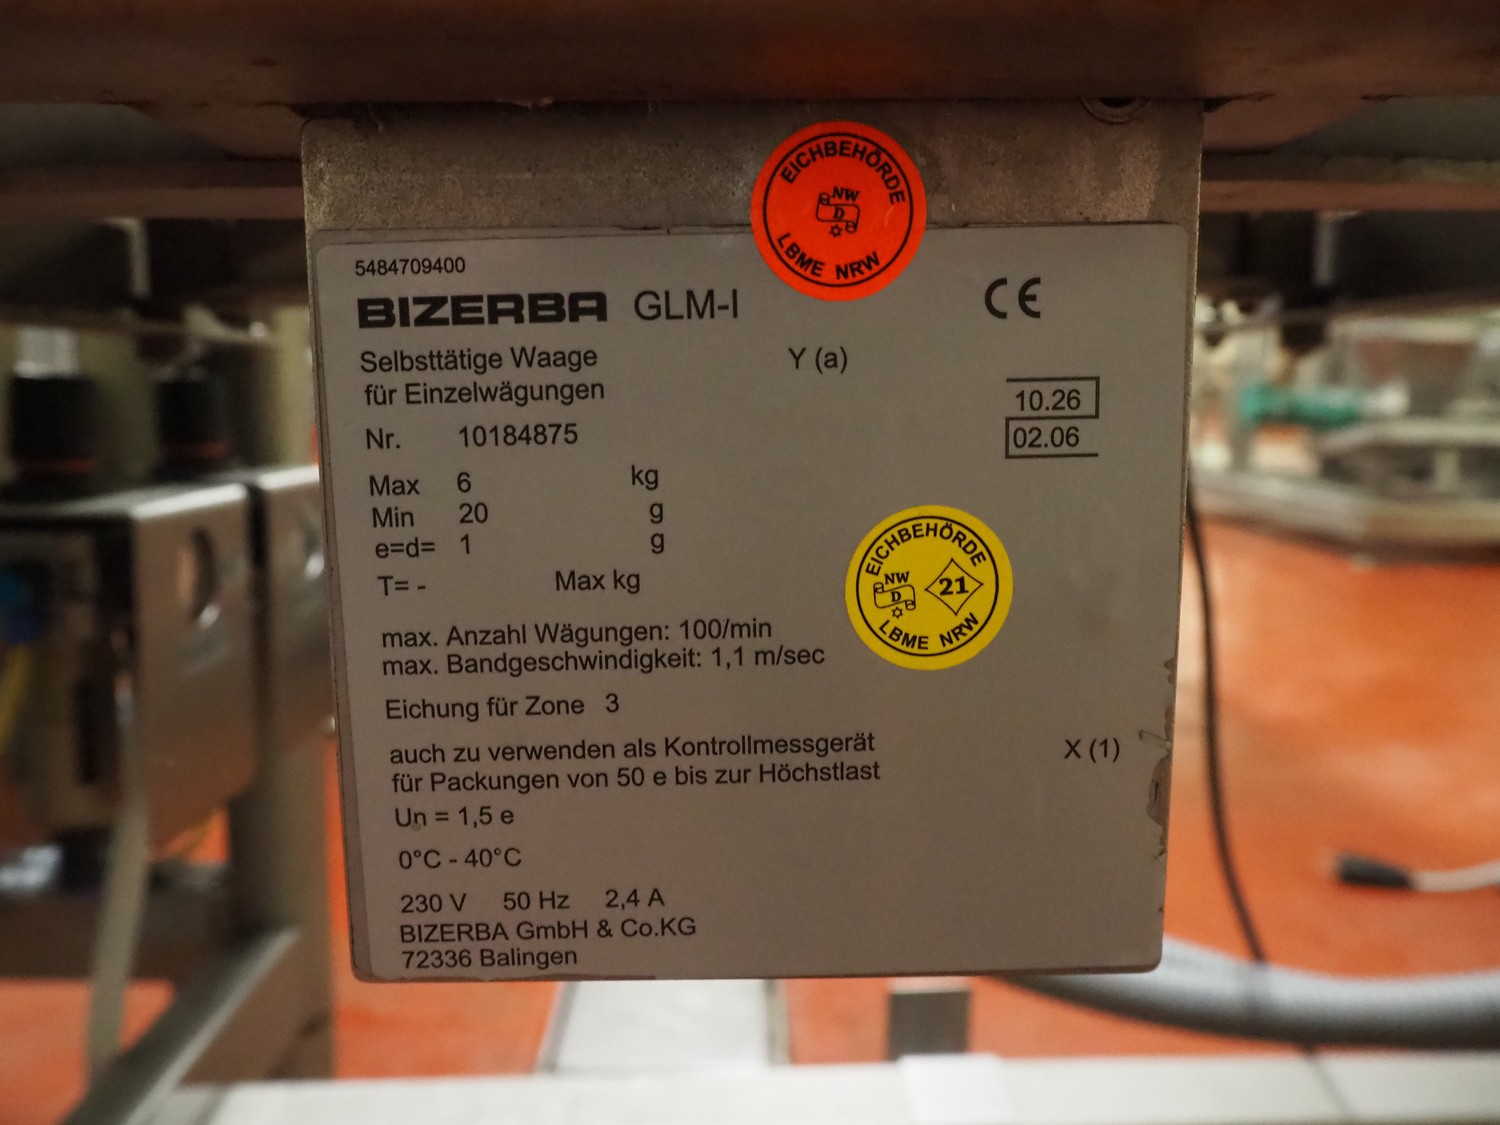 5484709400
BIZERBA GLM-I
CE
EICHBEHÖRDE
NW
D
LBME NRW
Selbsttätige Waage
für Einzelwägungen
Y (a)
10.26
02.06
Nr. 10184875
Max 6 kg
Min 20 g
e=d= 1 g
T= - Max kg
EICHBEHÖRDE
NW
D
21
LBME NRW
max. Anzahl Wägungen: 100/min
max. Bandgeschwindigkeit: 1,1 m/sec
Eichung für Zone 3
auch zu verwenden als Kontrollmessgerät
für Packungen von 50 e bis zur Höchstlast
X (1)
Un = 1,5 e
0°C - 40°C
230 V 50 Hz 2,4 A
BIZERBA GmbH & Co.KG
72336 Balingen